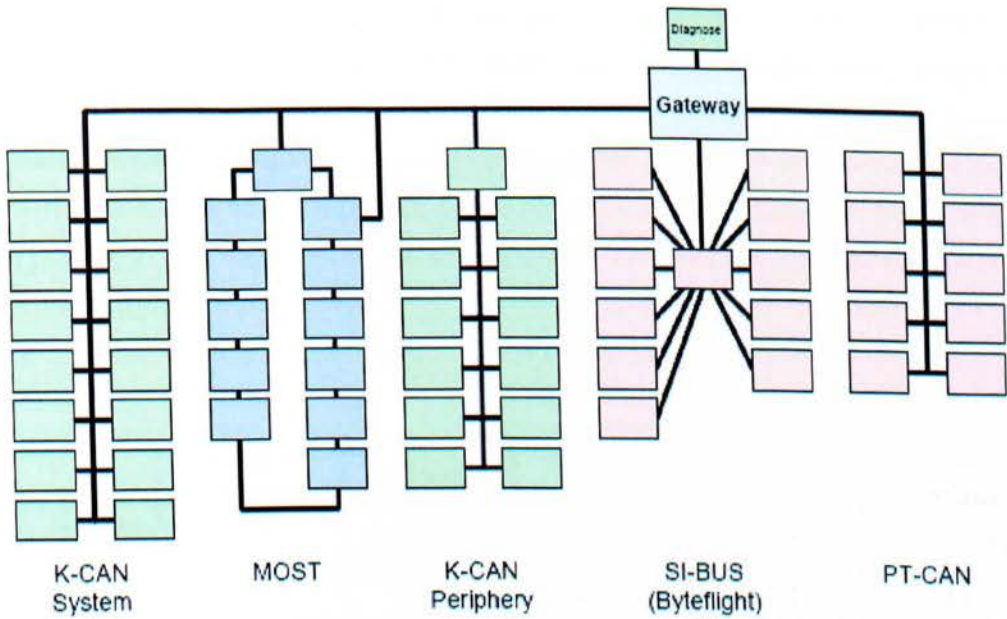 Diagnose
Gateway
K-CAN
System
MOST
K-CAN
Periphery
SI-BUS
(Byteflight)
PT-CAN